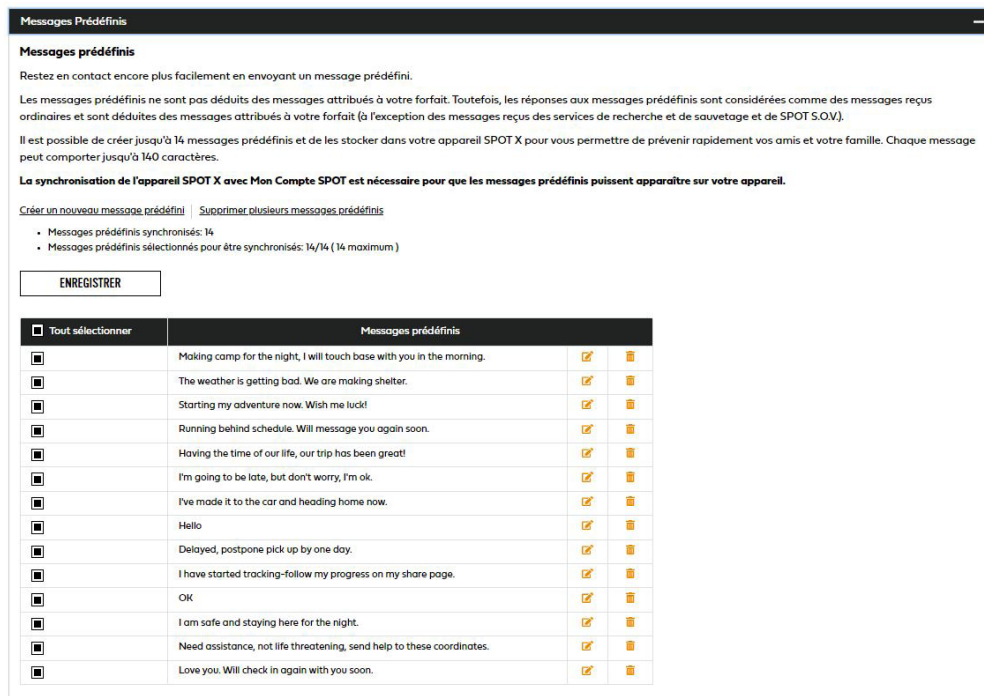 Messages Prédéfinis
Messages prédéfinis
Restez en contact encore plus facilement en envoyant un message prédéfini.
Les messages prédéfinis ne sont pas déduits des messages attribués à votre forfait. Toutefois, les réponses aux messages prédéfinis sont considérées comme des messages reçus
ordinaires et sont déduites des messages attribués à votre forfait (à l'exception des messages reçus des services de recherche et de sauvetage et de SPOT S.O.V.).
Il est possible de créer jusqu'à 14 messages prédéfinis et de les stocker dans votre appareil SPOT X pour vous permettre de prévenir rapidement vos amis et votre famille. Chaque message
peut comporter jusqu'à 140 caractères.
La synchronisation de l'appareil SPOT X avec Mon Compte SPOT est nécessaire pour que les messages prédéfinis puissent apparaître sur votre appareil.
Créer un nouveau message prédéfini | Supprimer plusieurs messages prédéfinis
• Messages prédéfinis synchronisés: 14
• Messages prédéfinis sélectionnés pour être synchronisés: 14/14 ( 14 maximum )
ENREGISTRER
Tout sélectionner Messages prédéfinis
Making camp for the night, I will touch base with you in the morning.
The weather is getting bad. We are making shelter.
Starting my adventure now. Wish me luck!
Running behind schedule. Will message you again soon.
Having the time of our life, our trip has been great!
I'm going to be late, but don't worry, I'm ok.
I've made it to the car and heading home now.
Hello
Delayed, postpone pick up by one day.
I have started tracking-follow my progress on my share page.
OK
I am safe and staying here for the night.
Need assistance, not life threatening, send help to these coordinates.
Love you. Will check in again with you soon.